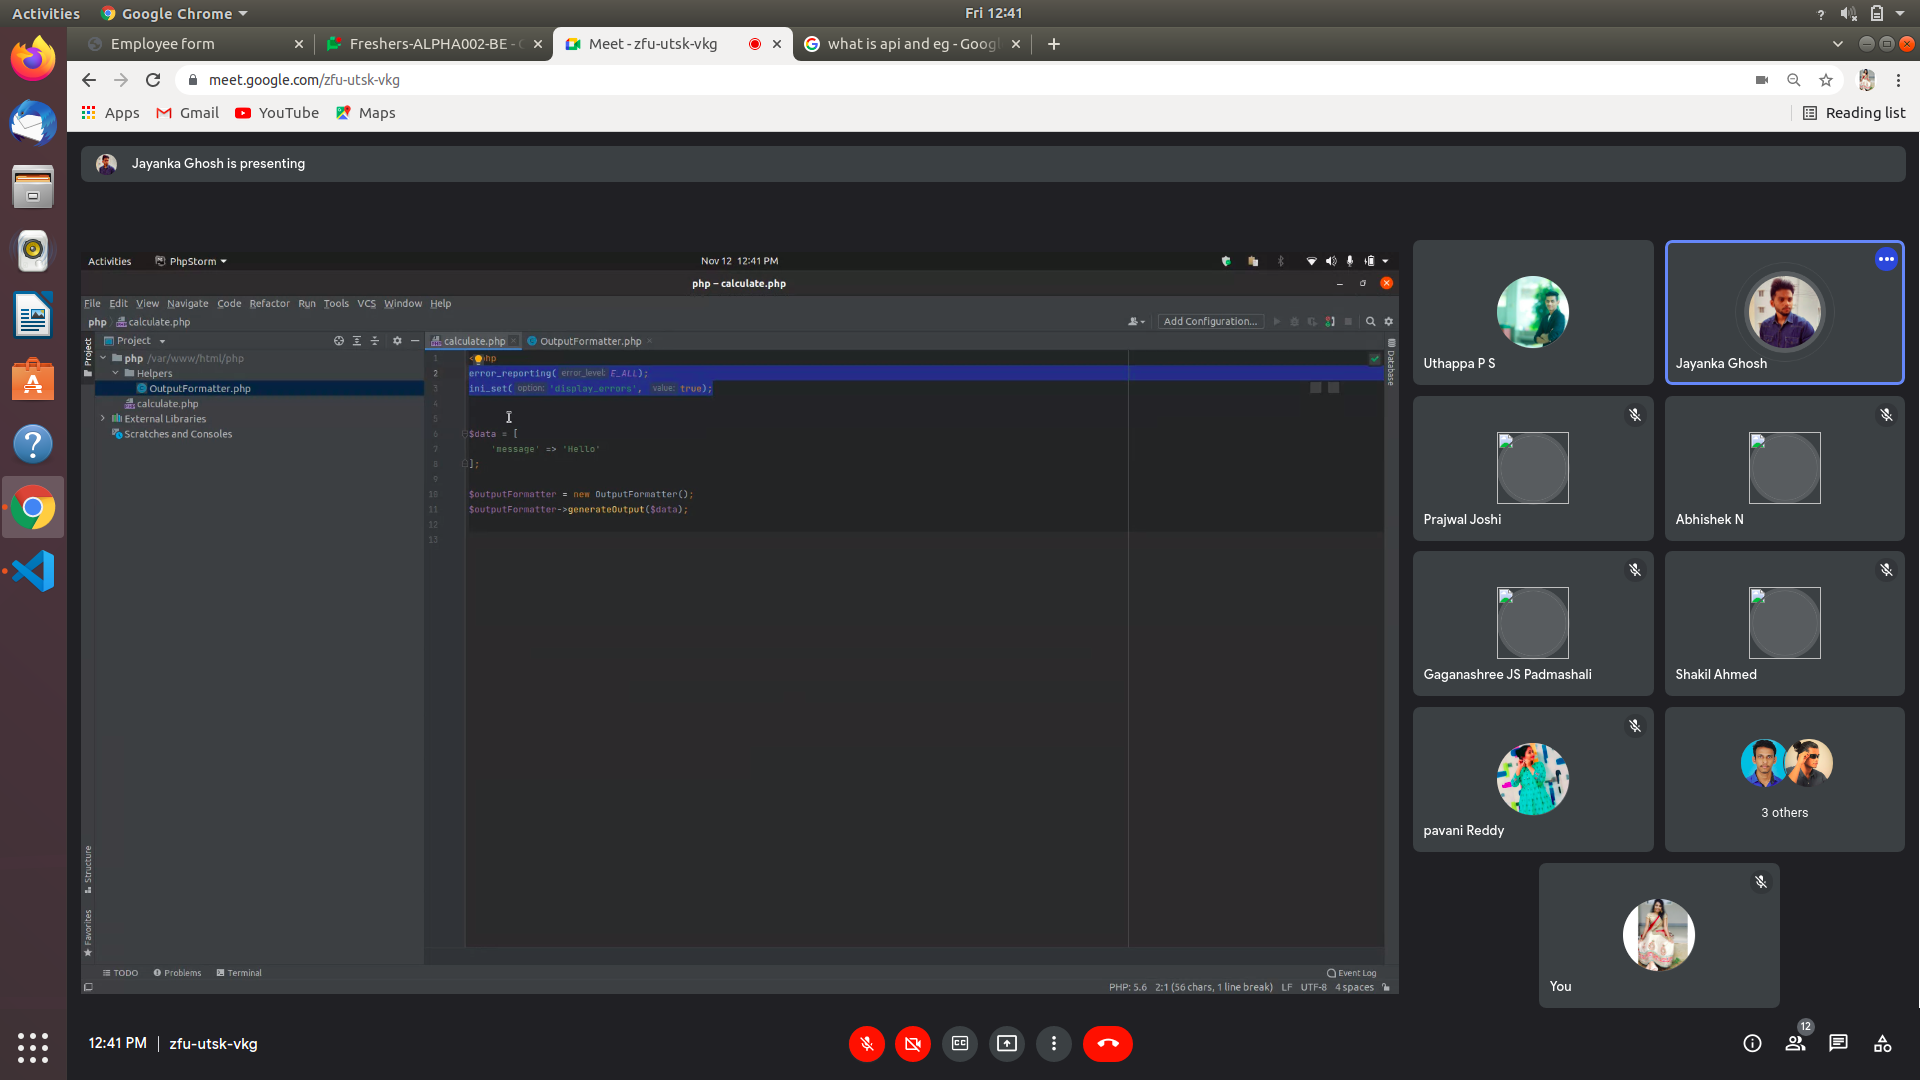 Activities
Google Chrome
Fri 12:41
Employee form
Freshers-ALPHA002-BE -
Meet - zfu-utsk-vkg
what is api and eg - Googl
meet.google.com/zfu-utsk-vkg
Apps
Gmail
YouTube
Maps
Reading list
Jayanka Ghosh is presenting
Activities
PhpStorm
Nov 12 12:41 PM
php – calculate.php
File Edit View Navigate Code Refactor Run Tools VCS Window Help
php
calculate.php
Add Configuration...
Project
Project
calculate.php
OutputFormatter.php
php /var/www/html/php
Helpers
OutputFormatter.php
calculate.php
External Libraries
Scratches and Consoles
Database
Structure
Favorites
1 <?php
2 error_reporting( error_level: E_ALL);
3 ini_set( option: 'display_errors', value: true);
4
5
6 $data = [
7 'message' => 'Hello'
8 ];
9
10 $outputFormatter = new OutputFormatter();
11 $outputFormatter->generateOutput($data);
12
13
TODO
Problems
Terminal
Event Log
PHP: 5.6 2:1 (56 chars, 1 line break) LF UTF-8 4 spaces
Uthappa P S
Jayanka Ghosh
Prajwal Joshi
Abhishek N
Gaganashree JS Padmashali
Shakil Ahmed
pavani Reddy
3 others
You
12:41 PM
zfu-utsk-vkg
12